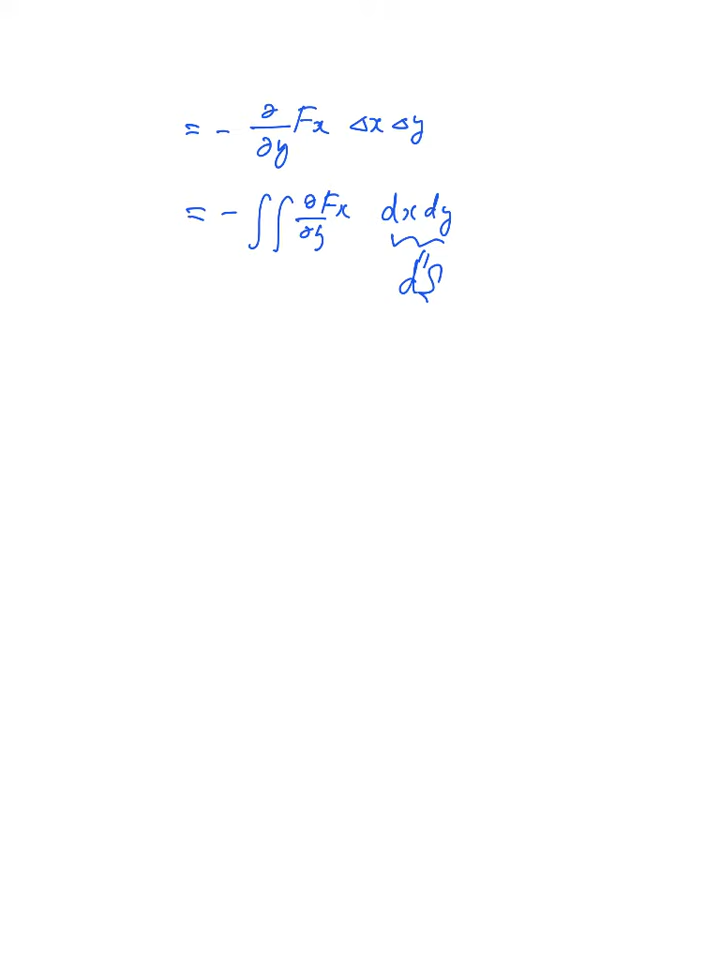 = - ∂/∂y Fx Δx Δy
= - ∫∫ ∂Fx/∂y dx dy
dS